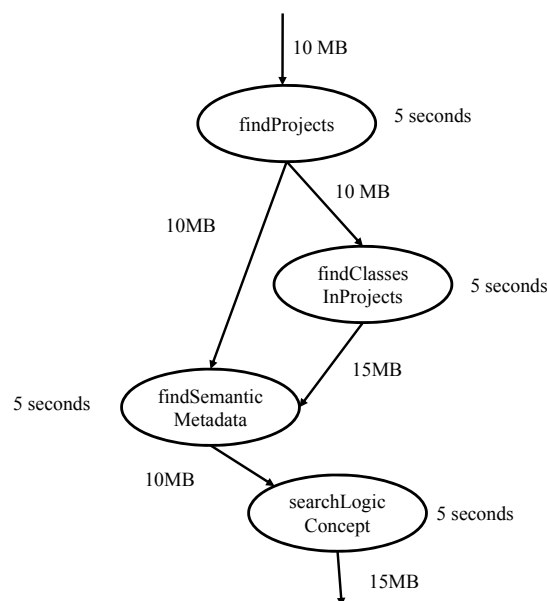 10 MB
findProjects
5 seconds
10 MB
10MB
findClasses
InProjects
5 seconds
15MB
5 seconds
findSemantic
Metadata
10MB
searchLogic
Concept
5 seconds
15MB